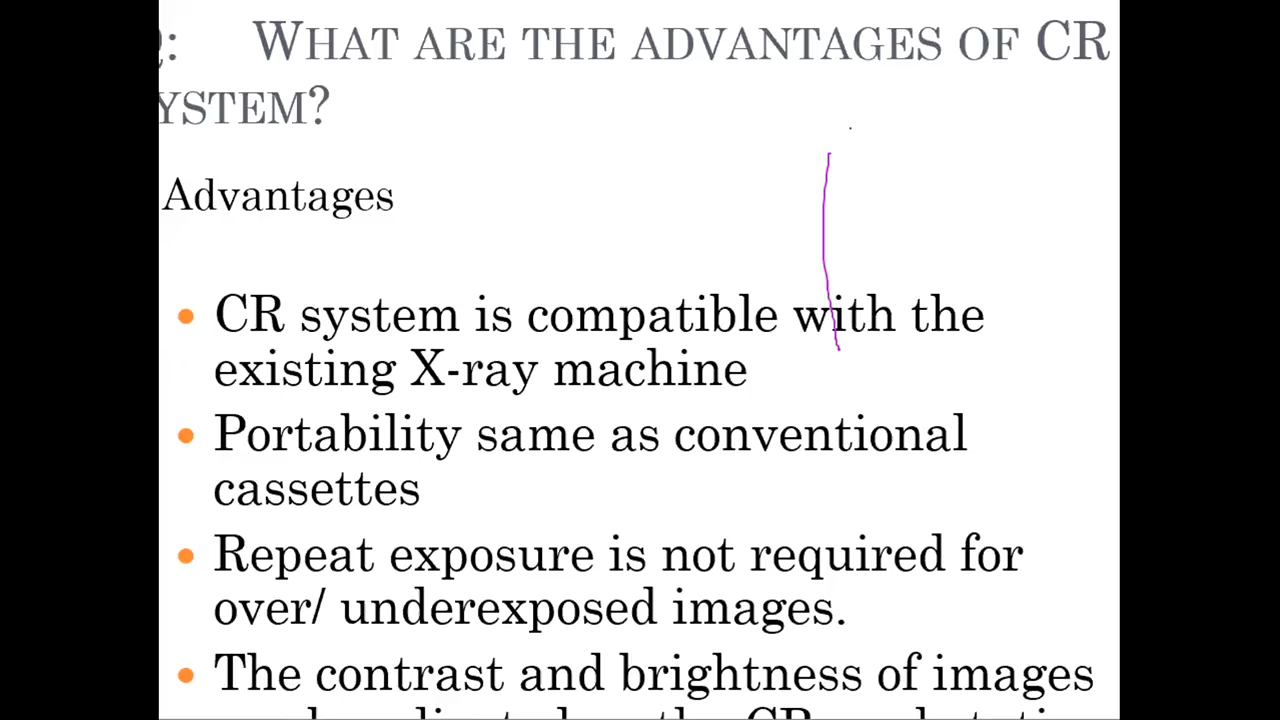 : WHAT ARE THE ADVANTAGES OF CR
YSTEM?
Advantages
• CR system is compatible with the
existing X-ray machine
• Portability same as conventional
cassettes
• Repeat exposure is not required for
over/ underexposed images.
• The contrast and brightness of images